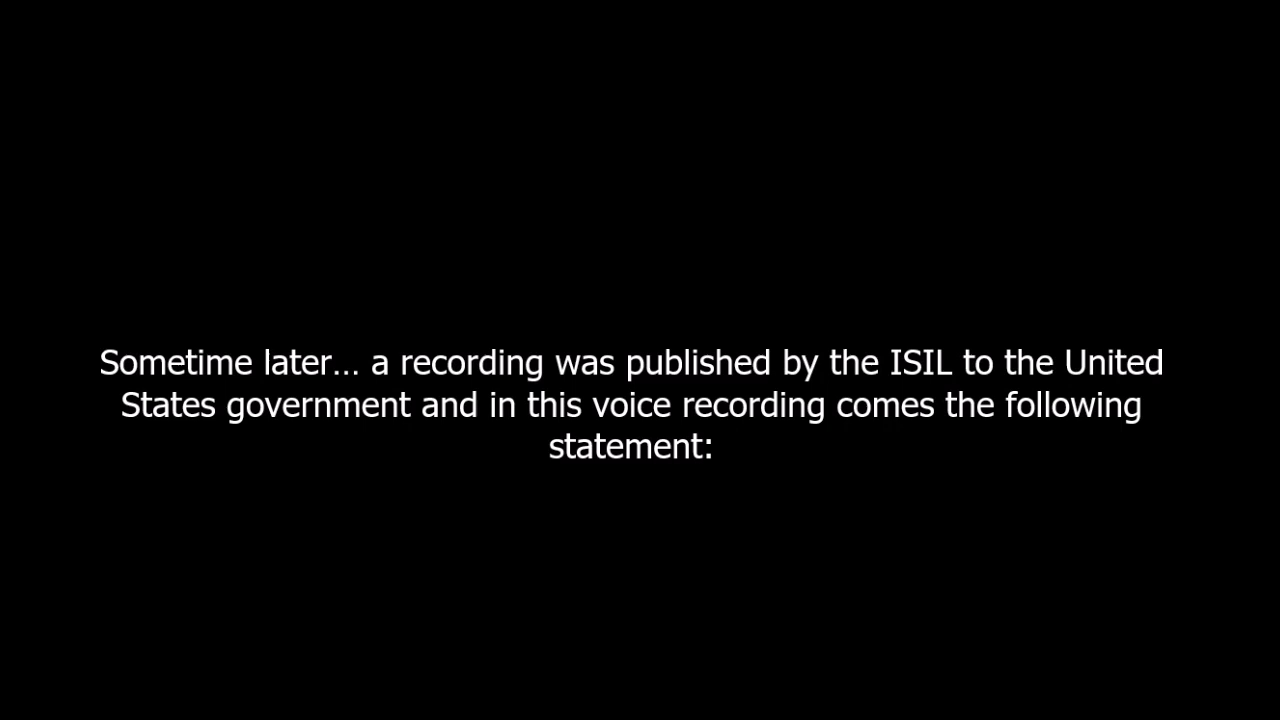 Sometime later... a recording was published by the ISIL to the United
States government and in this voice recording comes the following
statement: